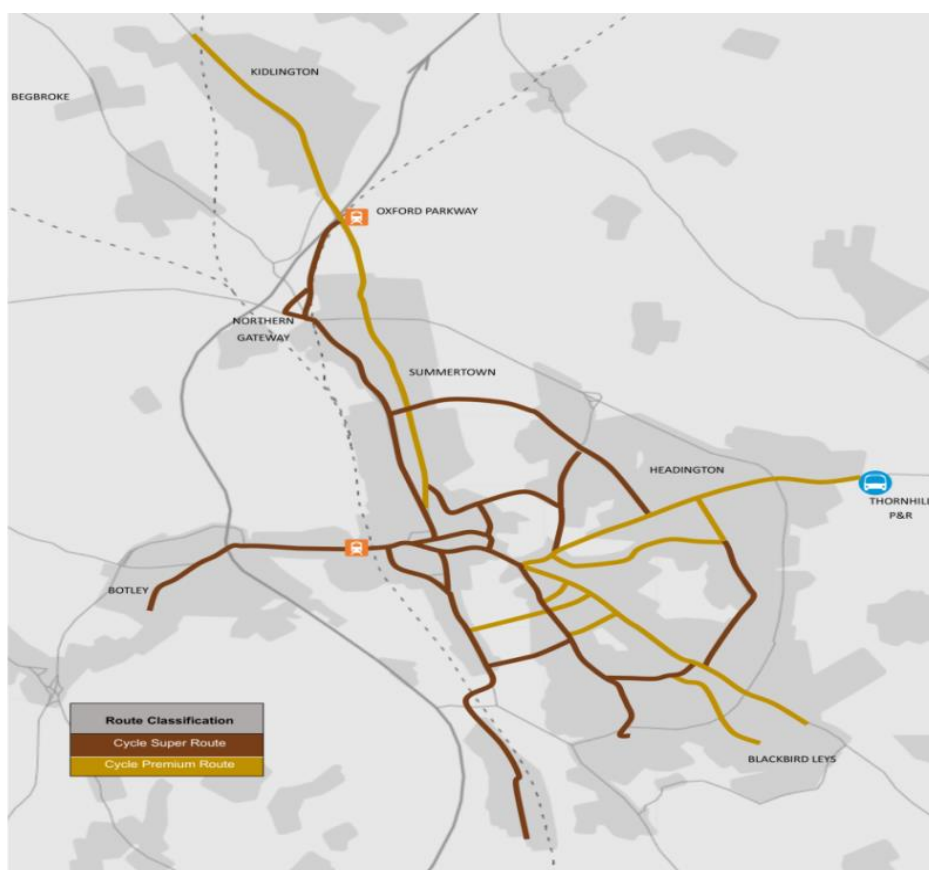 KIDLINGTON
BEGBROKE
OXFORD PARKWAY
NORTHERN
GATEWAY
SUMMERTOWN
HEADINGTON
THORNHILL
P&R
BOTLEY
Route Classification
Cycle Super Route
Cycle Premium Route
BLACKBIRD LEYS